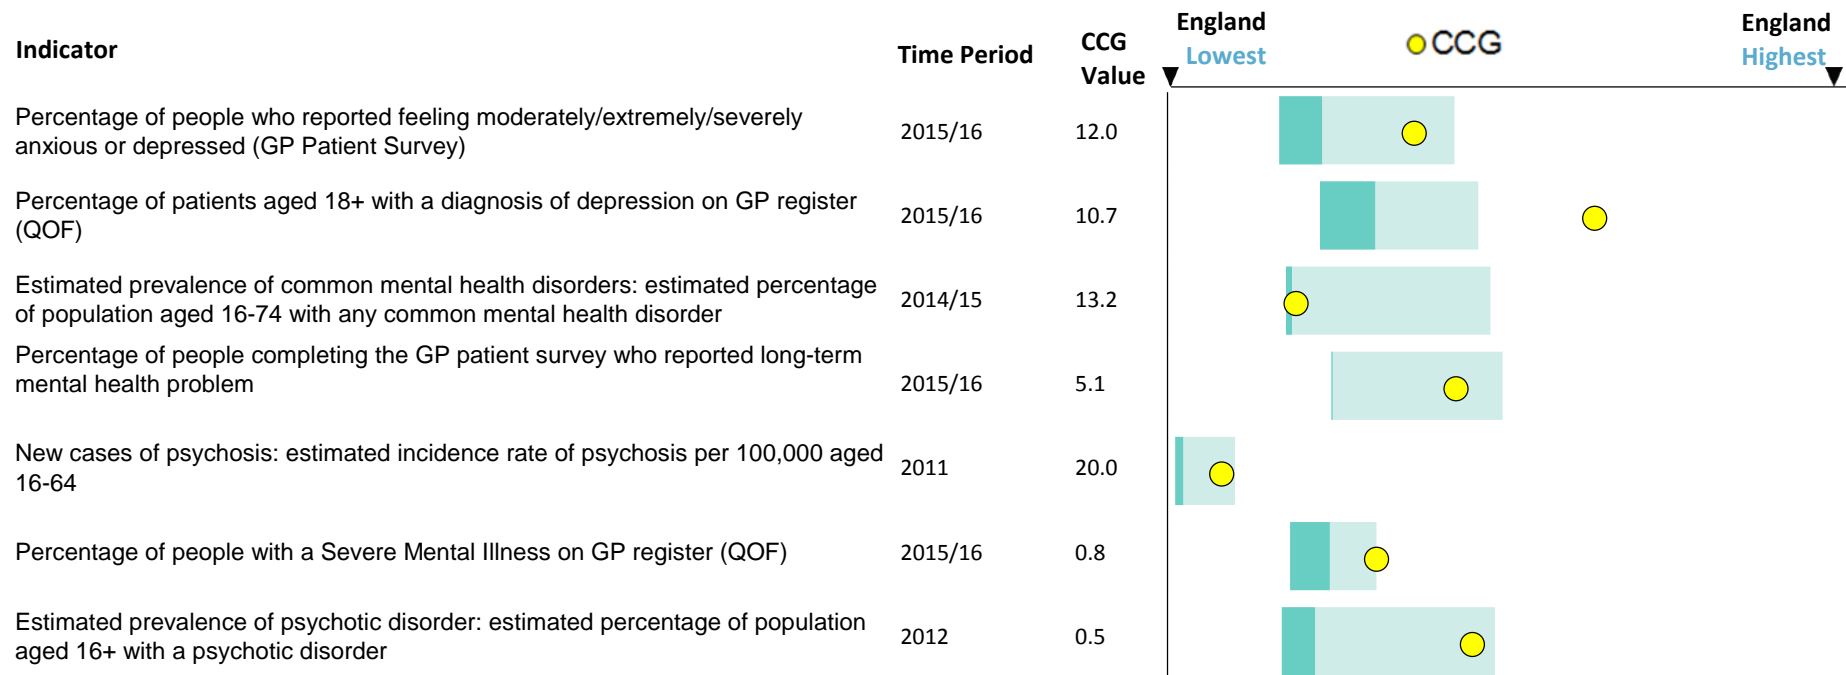 Indicator
Time Period
CCG
Value
England
Lowest
CCG
England
Highest
Percentage of people who reported feeling moderately/extremely/severely
anxious or depressed (GP Patient Survey)
2015/16
12.0
Percentage of patients aged 18+ with a diagnosis of depression on GP register
(QOF)
2015/16
10.7
Estimated prevalence of common mental health disorders: estimated percentage
of population aged 16-74 with any common mental health disorder
2014/15
13.2
Percentage of people completing the GP patient survey who reported long-term
mental health problem
2015/16
5.1
New cases of psychosis: estimated incidence rate of psychosis per 100,000 aged
16-64
2011
20.0
Percentage of people with a Severe Mental Illness on GP register (QOF)
2015/16
0.8
Estimated prevalence of psychotic disorder: estimated percentage of population
aged 16+ with a psychotic disorder
2012
0.5